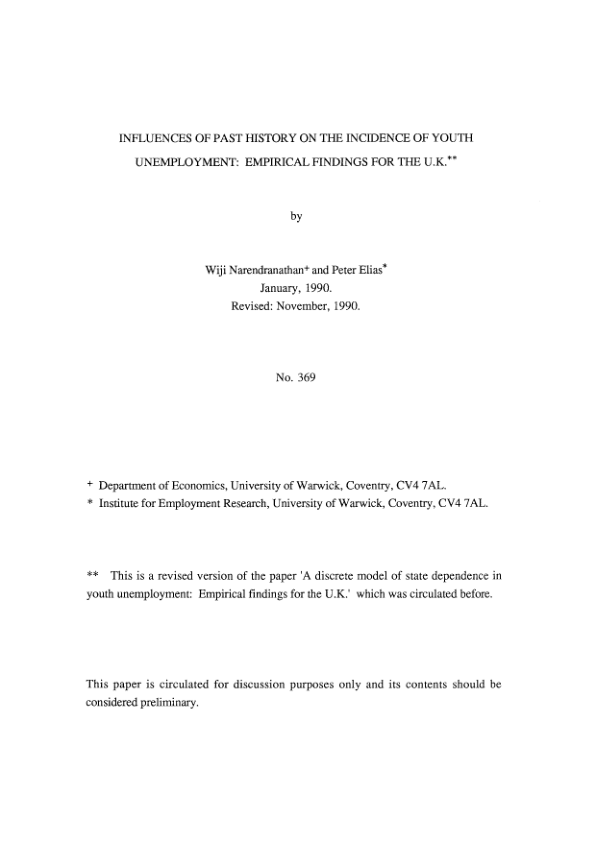 INFLUENCES OF PAST HISTORY ON THE INCIDENCE OF YOUTH
UNEMPLOYMENT: EMPIRICAL FINDINGS FOR THE U.K.**
by
Wiji Narendranathan+ and Peter Elias*
January, 1990.
Revised: November, 1990.
No. 369
+ Department of Economics, University of Warwick, Coventry, CV4 7AL.
* Institute for Employment Research, University of Warwick, Coventry, CV4 7AL.
** This is a revised version of the paper 'A discrete model of state dependence in
youth unemployment: Empirical findings for the U.K.' which was circulated before.
This paper is circulated for discussion purposes only and its contents should be
considered preliminary.